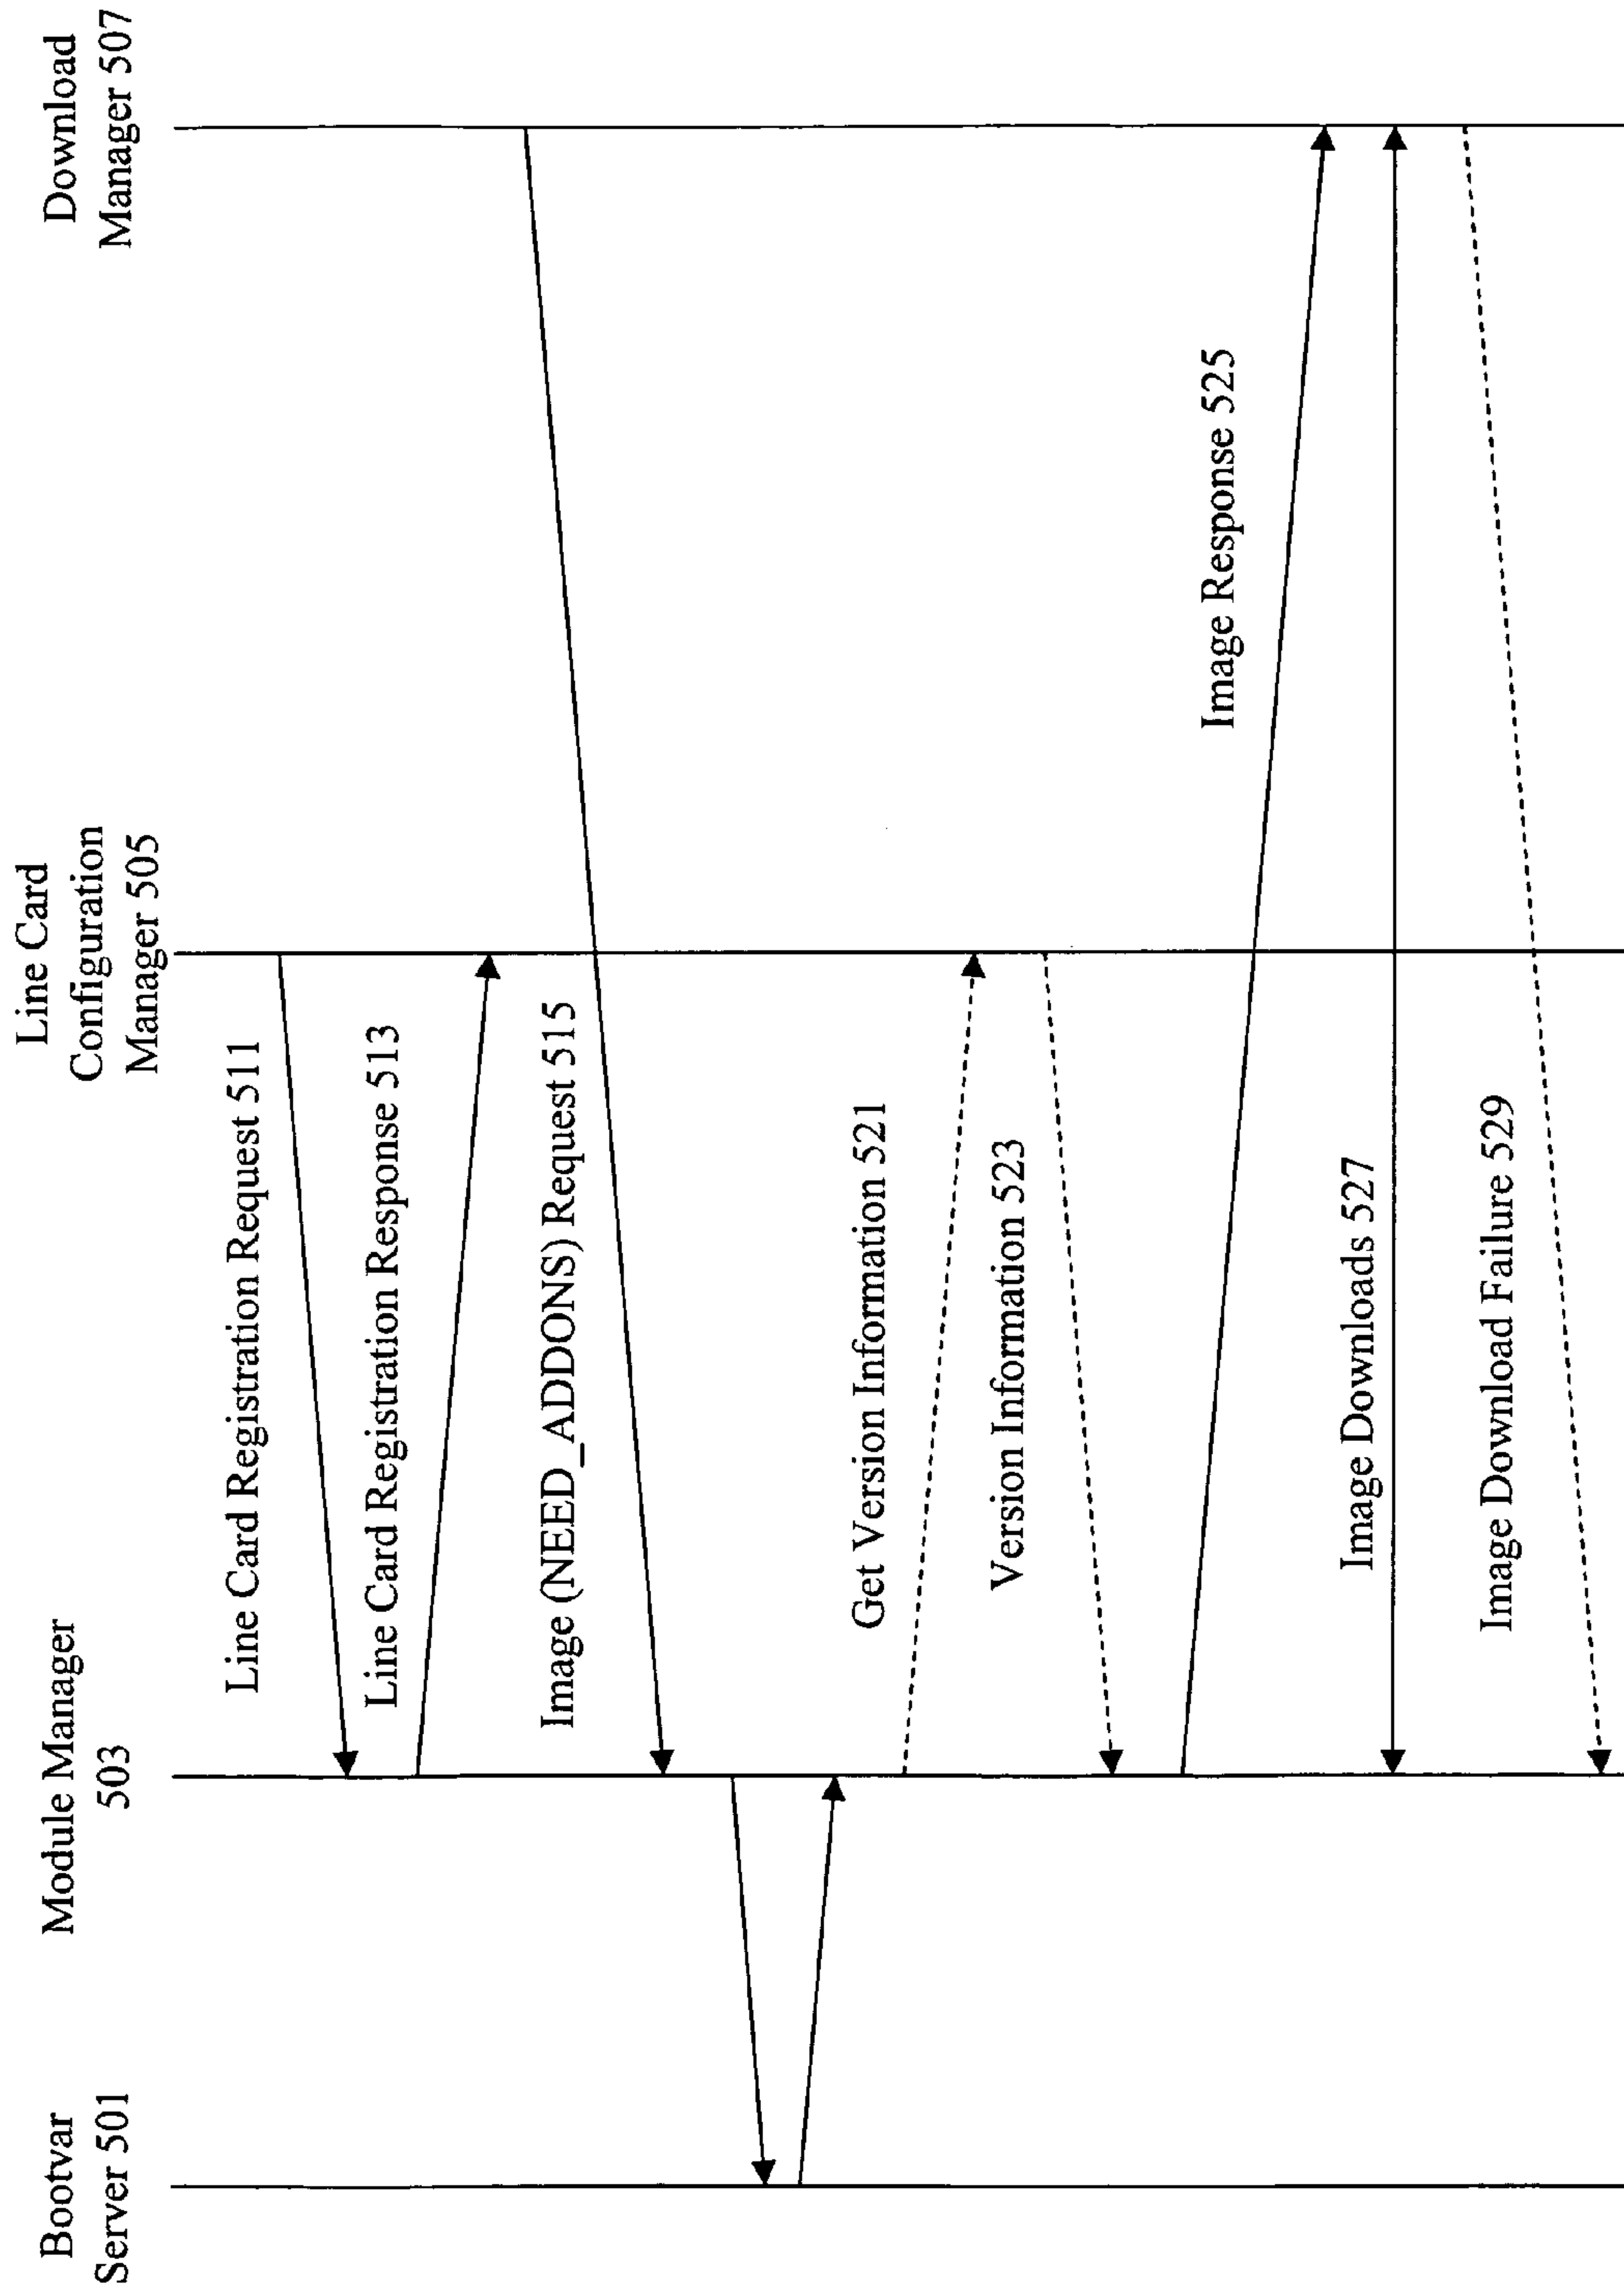 Bootvar
Server 501
Module Manager
503
Line Card
Configuration
Manager 505
Download
Manager 507
Line Card Registration Request 511
Line Card Registration Response 513
Image (NEED_ADDONS) Request 515
Get Version Information 521
Version Information 523
Image Response 525
Image Downloads 527
Image Download Failure 529